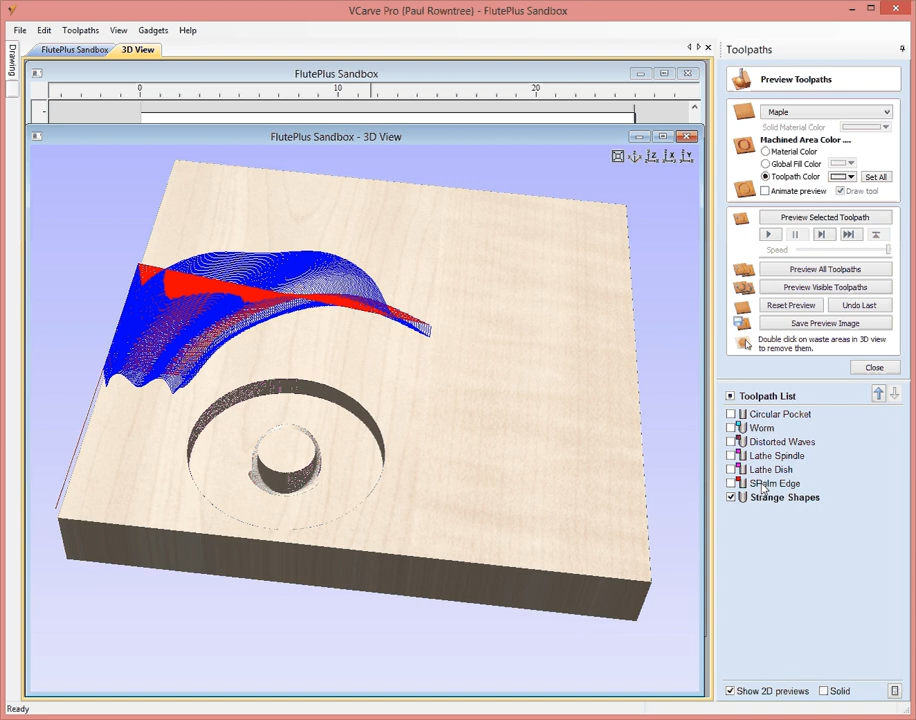 VCarve Pro {Paul Rowntree} - FlutePlus Sandbox
File Edit Toolpaths View Gadgets Help
Drawing
FlutePlus Sandbox 3D View
FlutePlus Sandbox
0 10 20
FlutePlus Sandbox - 3D View
Toolpaths
Preview Toolpaths
Maple
Solid Material Color
Machined Area Color ....
Material Color
Global Fill Color
Toolpath Color Set All
Animate preview Draw tool
Preview Selected Toolpath
Speed
Preview All Toolpaths
Preview Visible Toolpaths
Reset Preview Undo Last
Save Preview Image
Double click on waste areas in 3D view
to remove them.
Close
Toolpath List
Circular Pocket
Worm
Distorted Waves
Lathe Spindle
Lathe Dish
Edge
Strange Shapes
Show 2D previews Solid
Ready